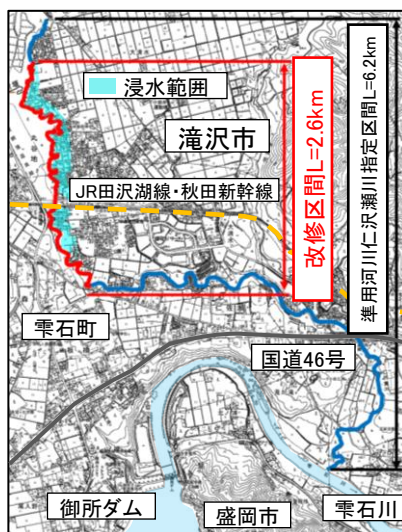 浸水範囲
滝沢市
JR田沢湖線・秋田新幹線
改修区間L=2.6km
準用河川仁沢瀬川指定区間L=6.2km
雫石町
国道46号
御所ダム
盛岡市
雫石川